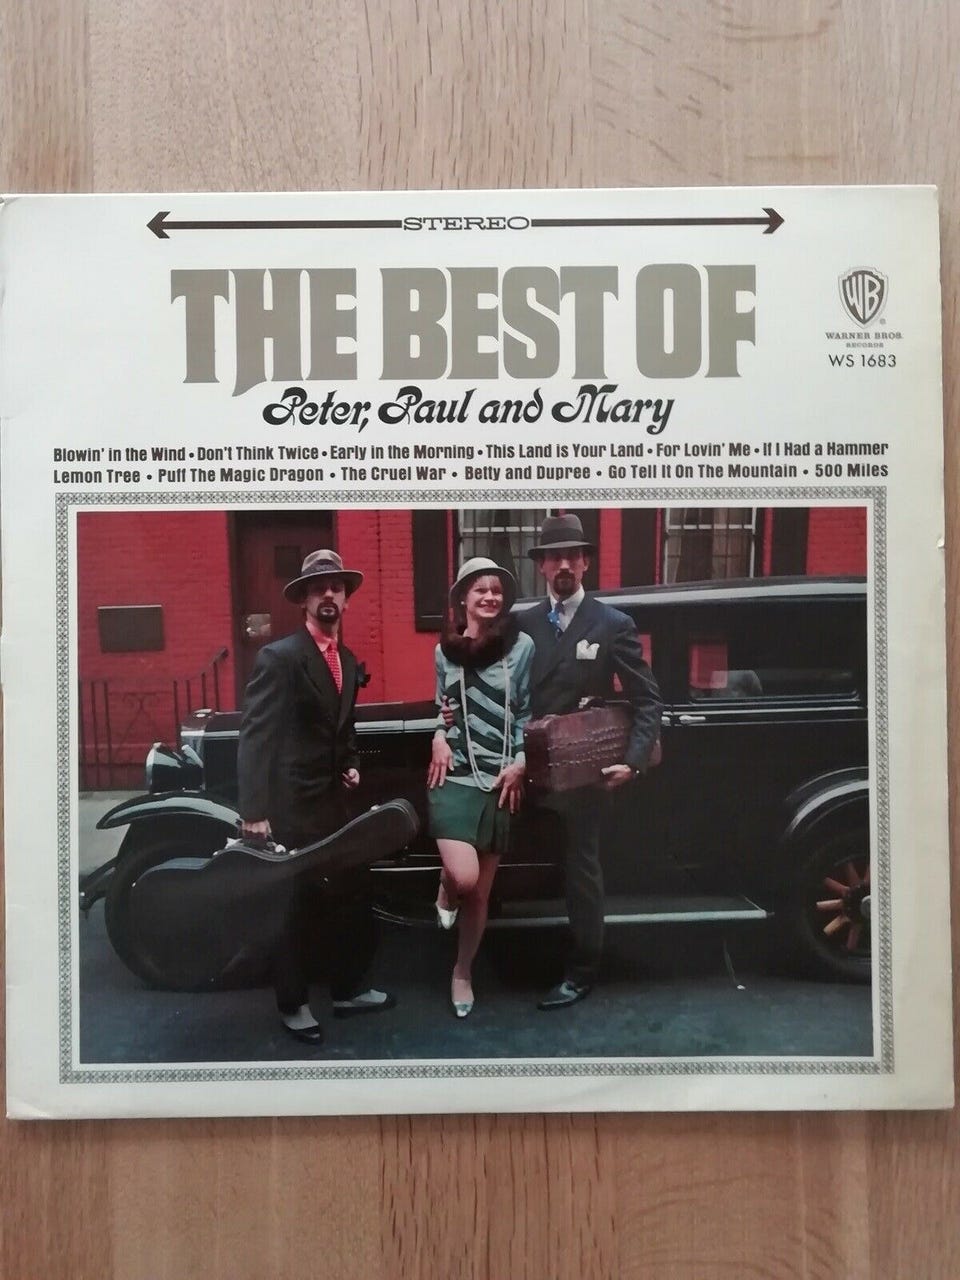 STEREO
THE BEST OF
Peter, Paul and Mary
WB
®
WARNER BROS.
RECORDS
WS 1683
Blowin' in the Wind • Don't Think Twice • Early in the Morning • This Land is Your Land • For Lovin' Me • If I Had a Hammer
Lemon Tree • Puff The Magic Dragon • The Cruel War • Betty and Dupree • Go Tell It On The Mountain • 500 Miles